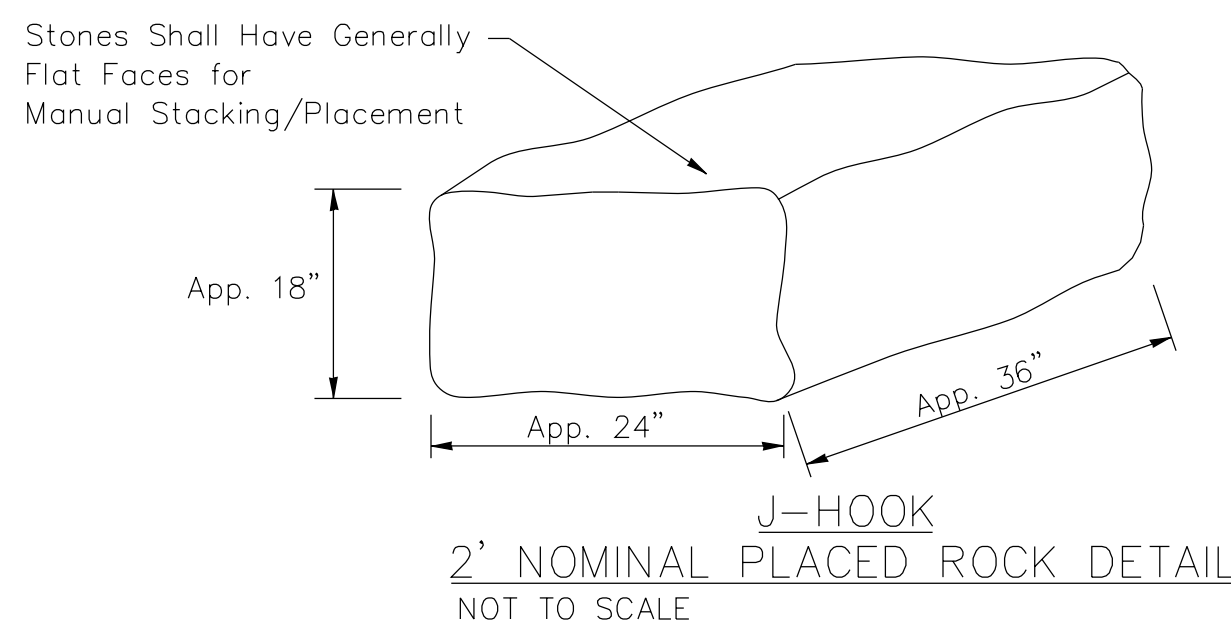 Stones Shall Have Generally
Flat Faces for
Manual Stacking/Placement
App. 18"
App. 24"
App. 36"
J-HOOK
2' NOMINAL PLACED ROCK DETAIL
NOT TO SCALE